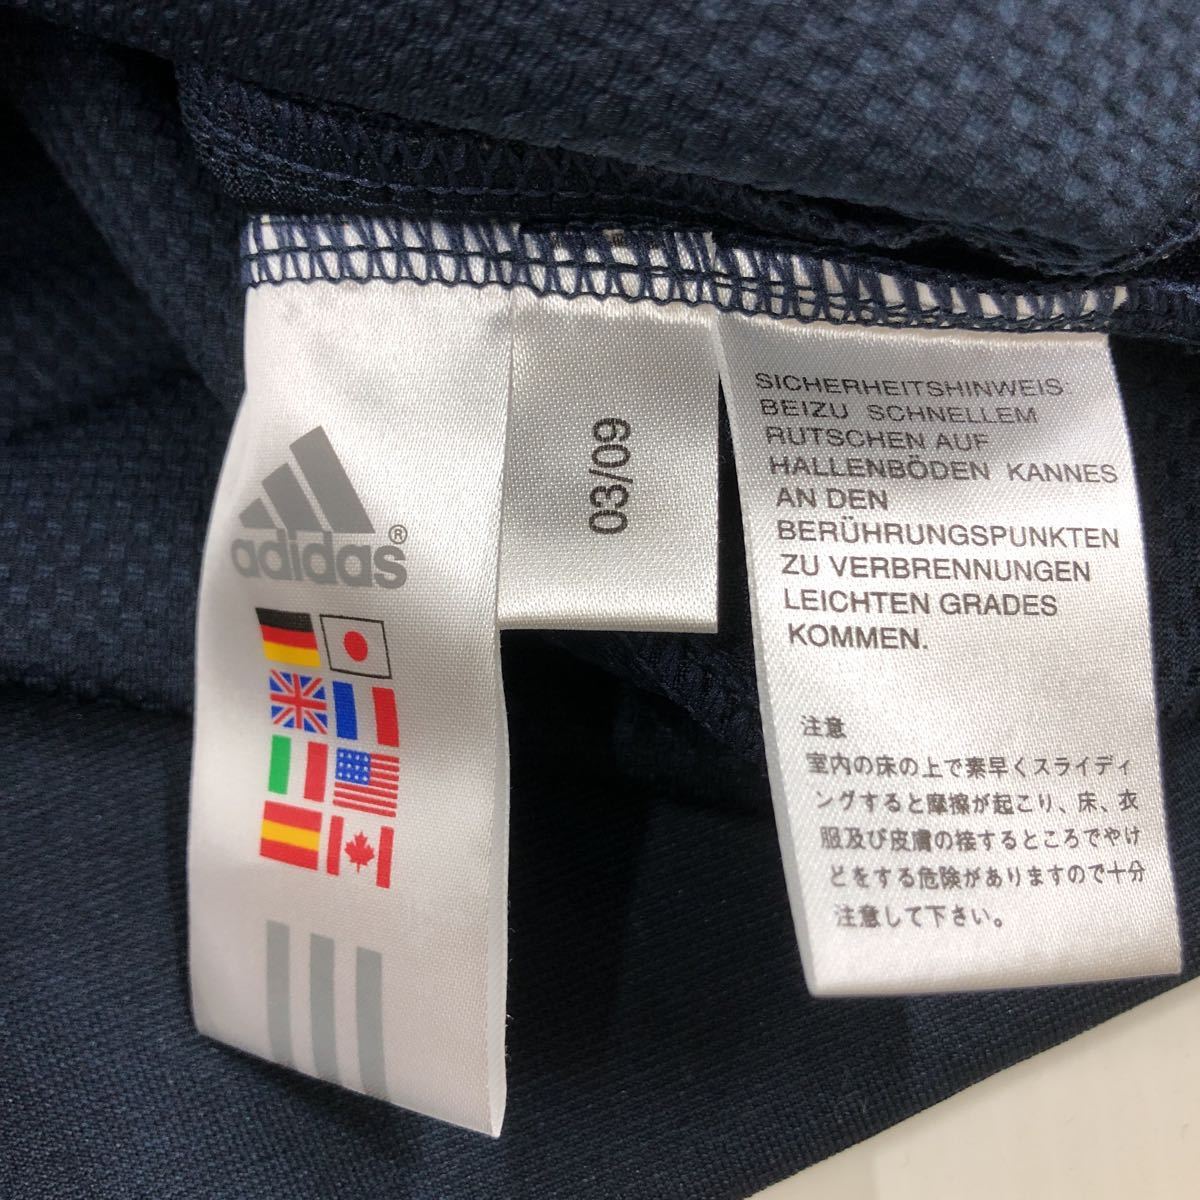 adidas®
03/09
SICHERHEITSHINWEIS:
BEIZU SCHNELLEM
RUTSCHEN AUF
HALLENBÖDEN KANNES
AN DEN
BERÜHRUNGSPUNKTEN
ZU VERBRENNUNGEN
LEICHTEN GRADES
KOMMEN.
注意
室内の床の上で素早くスライディ
ングすると摩擦が起こり、床、衣
服及び皮膚の接するところでやけ
どをする危険がありますので十分
注意して下さい。